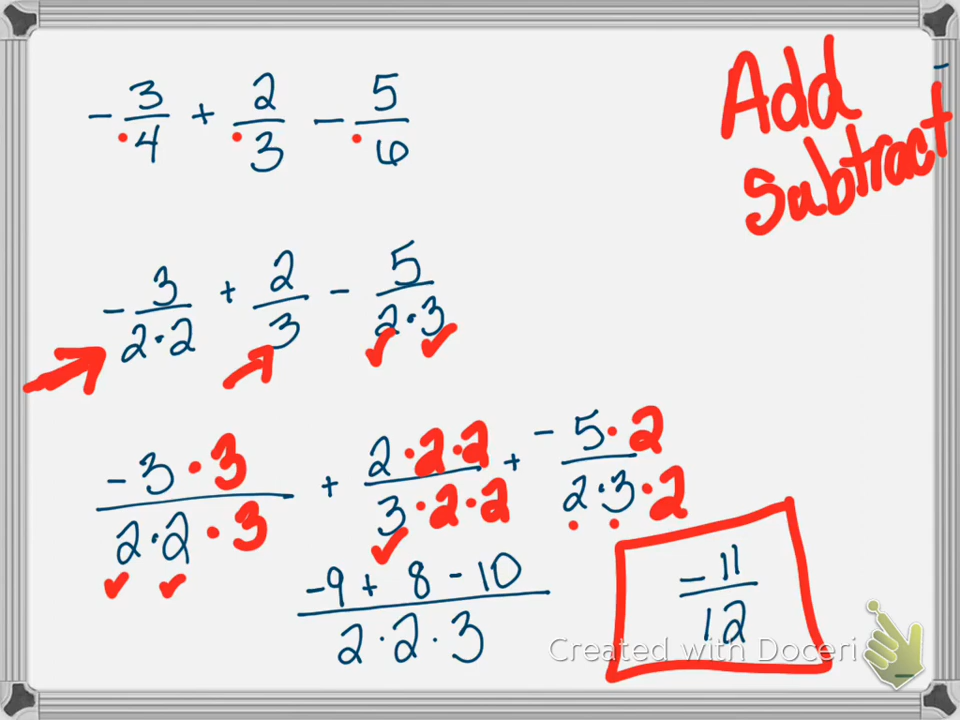 - 3/4 + 2/3 - 5/6
Add
Subtract
- 3/2·2 + 2/3 - 5/2·3
-3·3/2·2·3 + 2·2·2/3·2·2 + -5·2/2·3·2
-9 + 8 - 10/2·2·3
-11/12
Created with Doceri